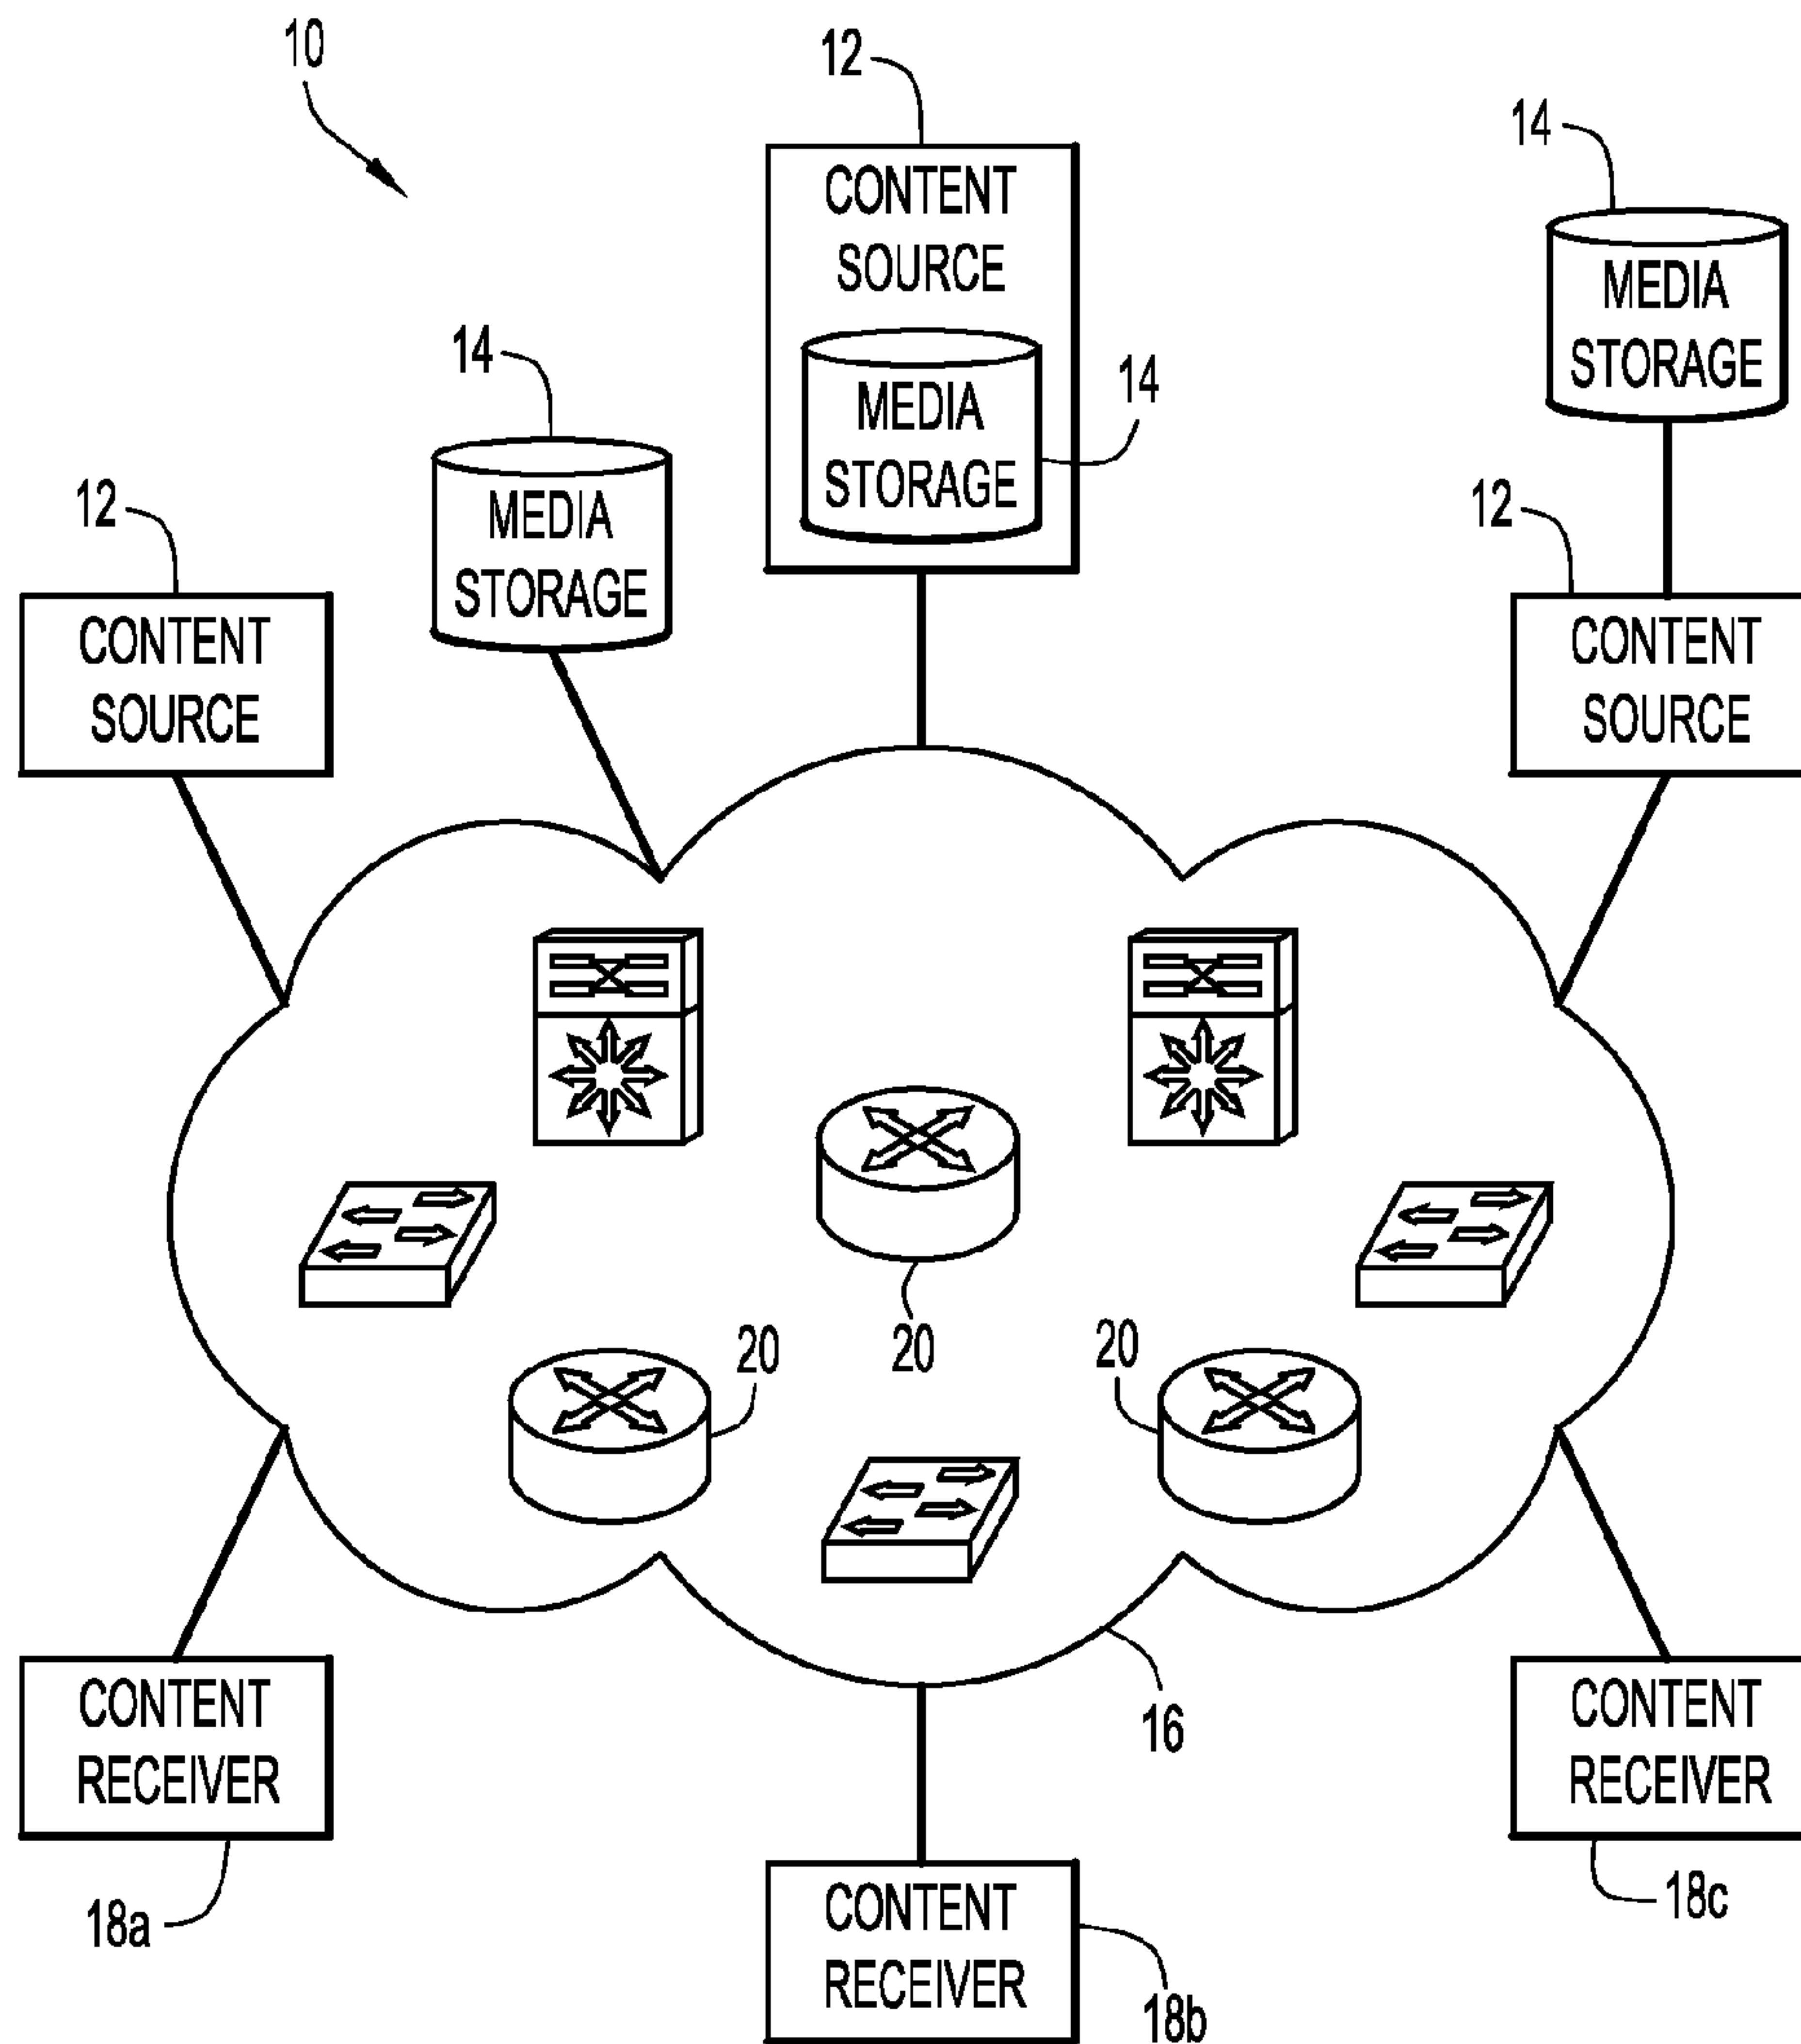 10
12
CONTENT
SOURCE
MEDIA
STORAGE
14
14
MEDIA
STORAGE
14
MEDIA
STORAGE
12
CONTENT
SOURCE
12
CONTENT
SOURCE
20
20
20
16
CONTENT
RECEIVER
18a
CONTENT
RECEIVER
18b
CONTENT
RECEIVER
18c